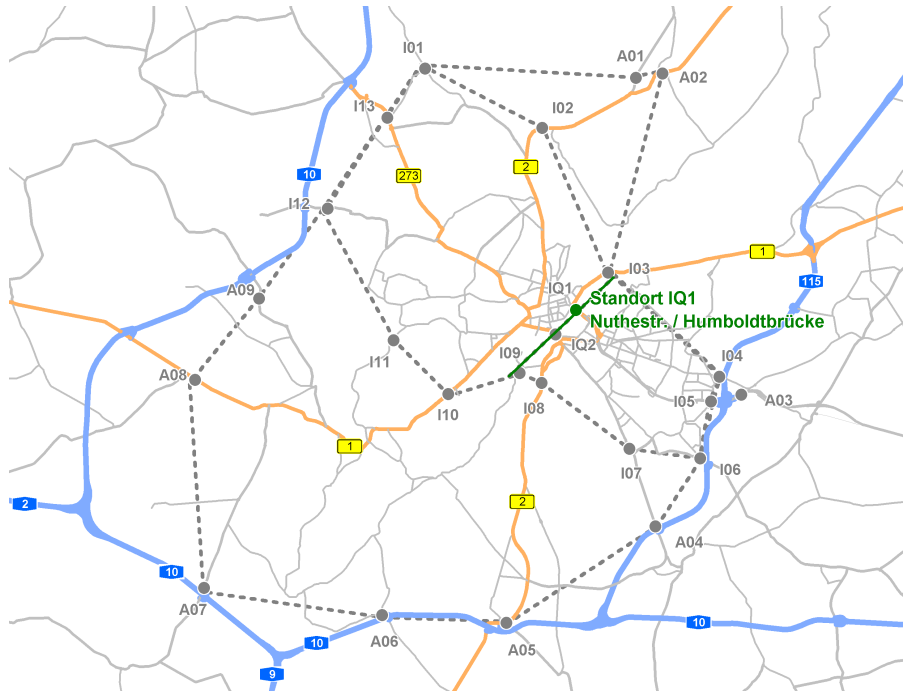 I01
A01
A02
I13
I02
10
2
273
I12
I03
1
115
A09
IQ1
Standort IQ1
Nuthestr. / Humboldtbrücke
I11
I09
IQ2
I04
A08
I10
I08
I05
A03
1
I07
I06
2
2
A04
10
A07
A06
10
A05
10
9